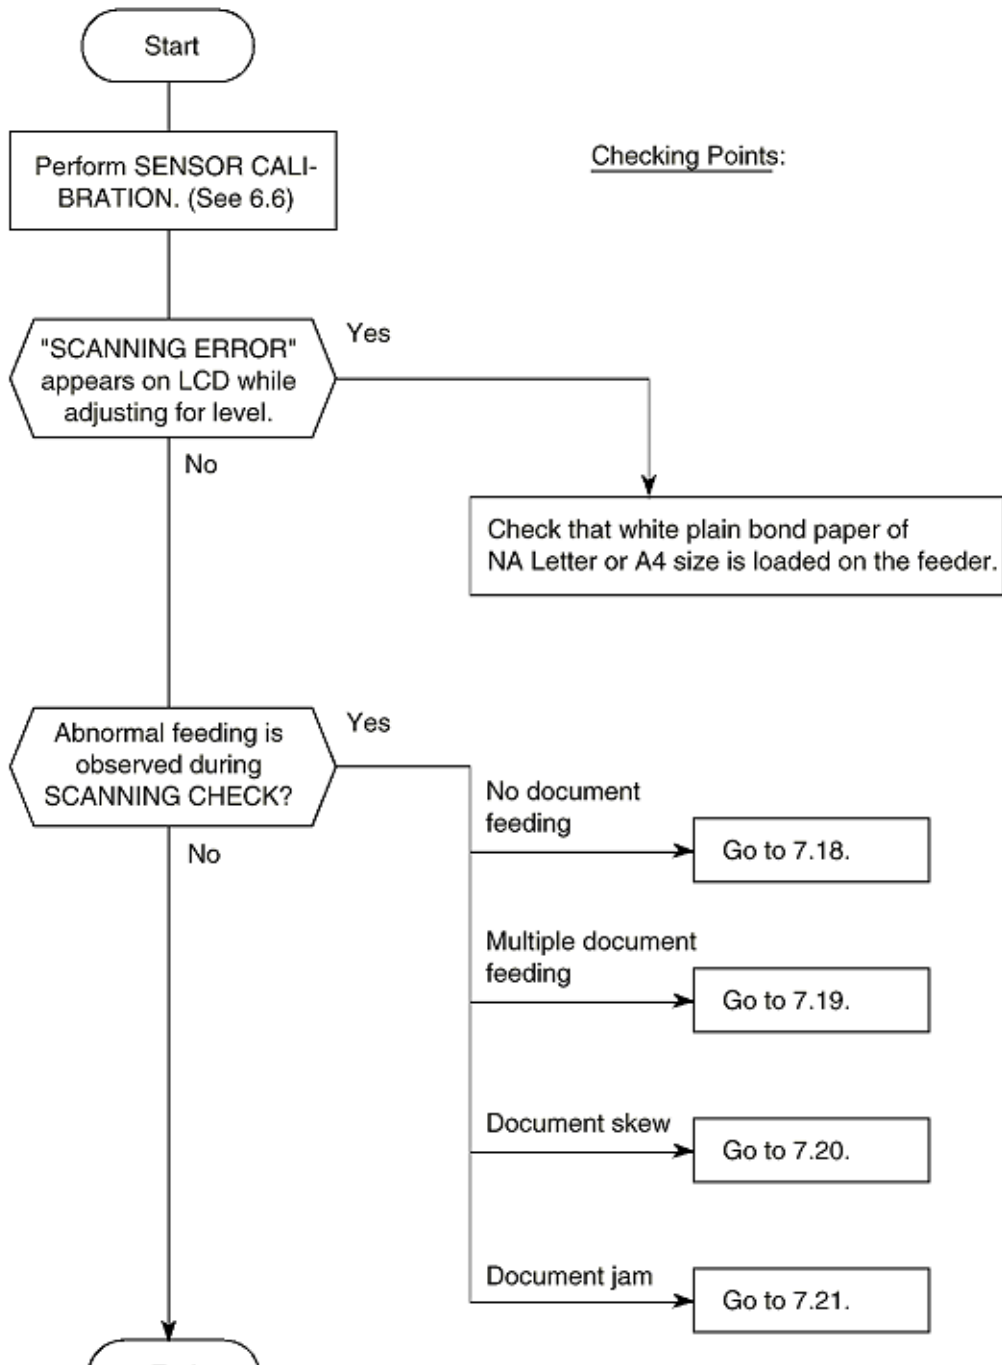 Start
Perform SENSOR CALI-
BRATION. (See 6.6)
Checking Points:
"SCANNING ERROR"
appears on LCD while
adjusting for level.
Yes
No
Check that white plain bond paper of
NA Letter or A4 size is loaded on the feeder.
Abnormal feeding is
observed during
SCANNING CHECK?
Yes
No
No document
feeding
Go to 7.18.
Multiple document
feeding
Go to 7.19.
Document skew
Go to 7.20.
Document jam
Go to 7.21.